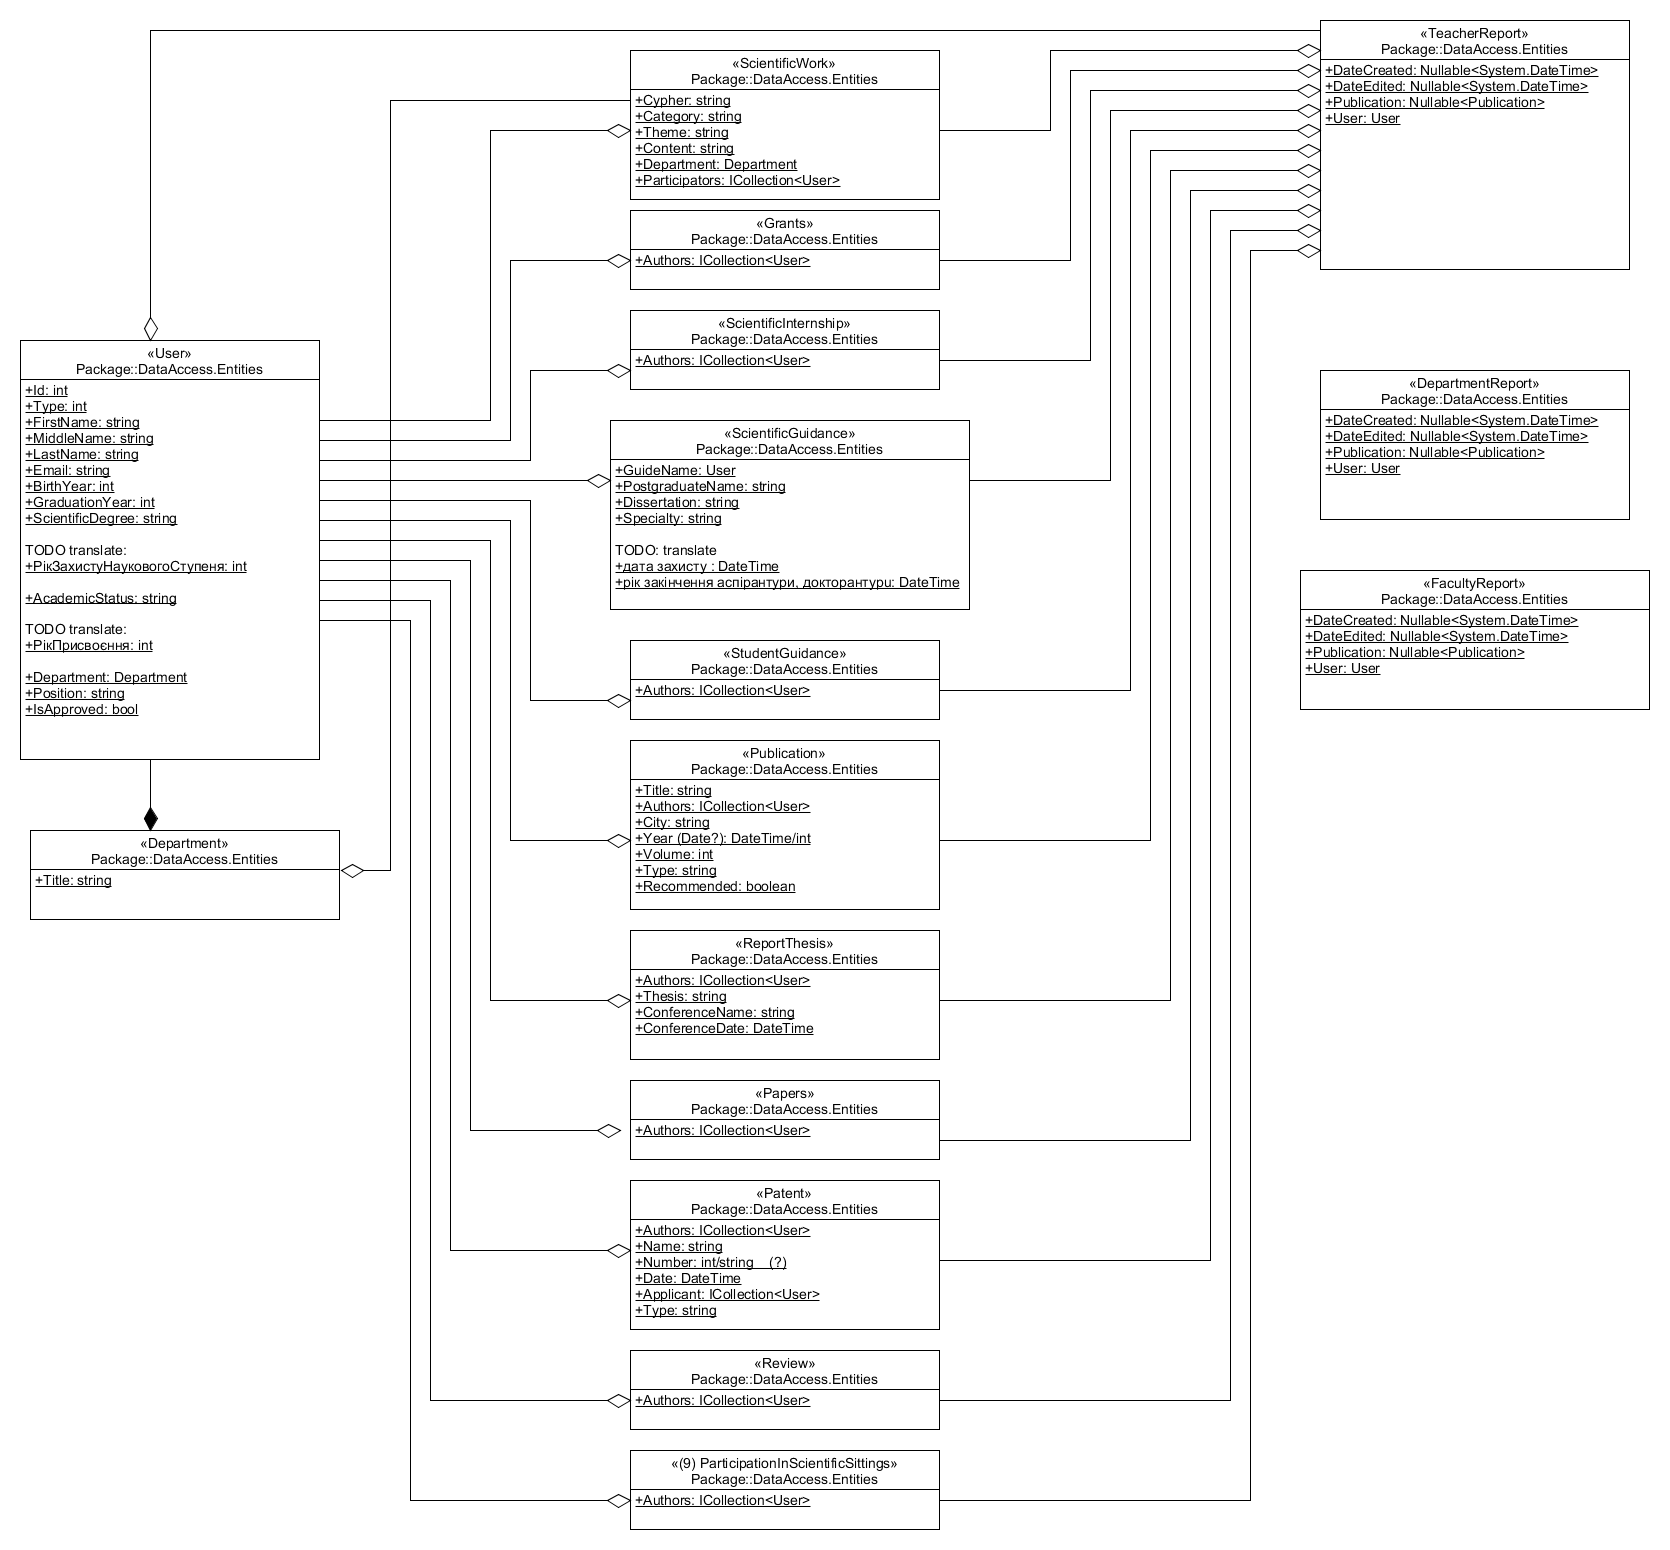 «TeacherReport»
Package::DataAccess.Entities
+DateCreated: Nullable<System.DateTime>
+DateEdited: Nullable<System.DateTime>
+Publication: Nullable<Publication>
+User: User
«ScientificWork»
Package::DataAccess.Entities
+Cypher: string
+Category: string
+Theme: string
+Content: string
+Department: Department
+Participators: ICollection<User>
«Grants»
Package::DataAccess.Entities
+Authors: ICollection<User>
«ScientificInternship»
Package::DataAccess.Entities
+Authors: ICollection<User>
«User»
Package::DataAccess.Entities
+Id: int
+Type: int
+FirstName: string
+MiddleName: string
+LastName: string
+Email: string
+BirthYear: int
+GraduationYear: int
+ScientificDegree: string
TODO translate:
+РікЗахистуНауковогоСтупеня: int
+AcademicStatus: string
TODO translate:
+РікПрисвоєння: int
+Department: Department
+Position: string
+IsApproved: bool
«DepartmentReport»
Package::DataAccess.Entities
+DateCreated: Nullable<System.DateTime>
+DateEdited: Nullable<System.DateTime>
+Publication: Nullable<Publication>
+User: User
«ScientificGuidance»
Package::DataAccess.Entities
+GuideName: User
+PostgraduateName: string
+Dissertation: string
+Specialty: string
TODO: translate
+дата захисту : DateTime
+рік закінчення аспірантури, докторантури: DateTime
«FacultyReport»
Package::DataAccess.Entities
+DateCreated: Nullable<System.DateTime>
+DateEdited: Nullable<System.DateTime>
+Publication: Nullable<Publication>
+User: User
«StudentGuidance»
Package::DataAccess.Entities
+Authors: ICollection<User>
«Publication»
Package::DataAccess.Entities
+Title: string
+Authors: ICollection<User>
+City: string
+Year (Date?): DateTime/int
+Volume: int
+Type: string
+Recommended: boolean
«Department»
Package::DataAccess.Entities
+Title: string
«ReportThesis»
Package::DataAccess.Entities
+Authors: ICollection<User>
+Thesis: string
+ConferenceName: string
+ConferenceDate: DateTime
«Papers»
Package::DataAccess.Entities
+Authors: ICollection<User>
«Patent»
Package::DataAccess.Entities
+Authors: ICollection<User>
+Name: string
+Number: int/string (?)
+Date: DateTime
+Applicant: ICollection<User>
+Type: string
«Review»
Package::DataAccess.Entities
+Authors: ICollection<User>
«(9) ParticipationInScientificSittings»
Package::DataAccess.Entities
+Authors: ICollection<User>